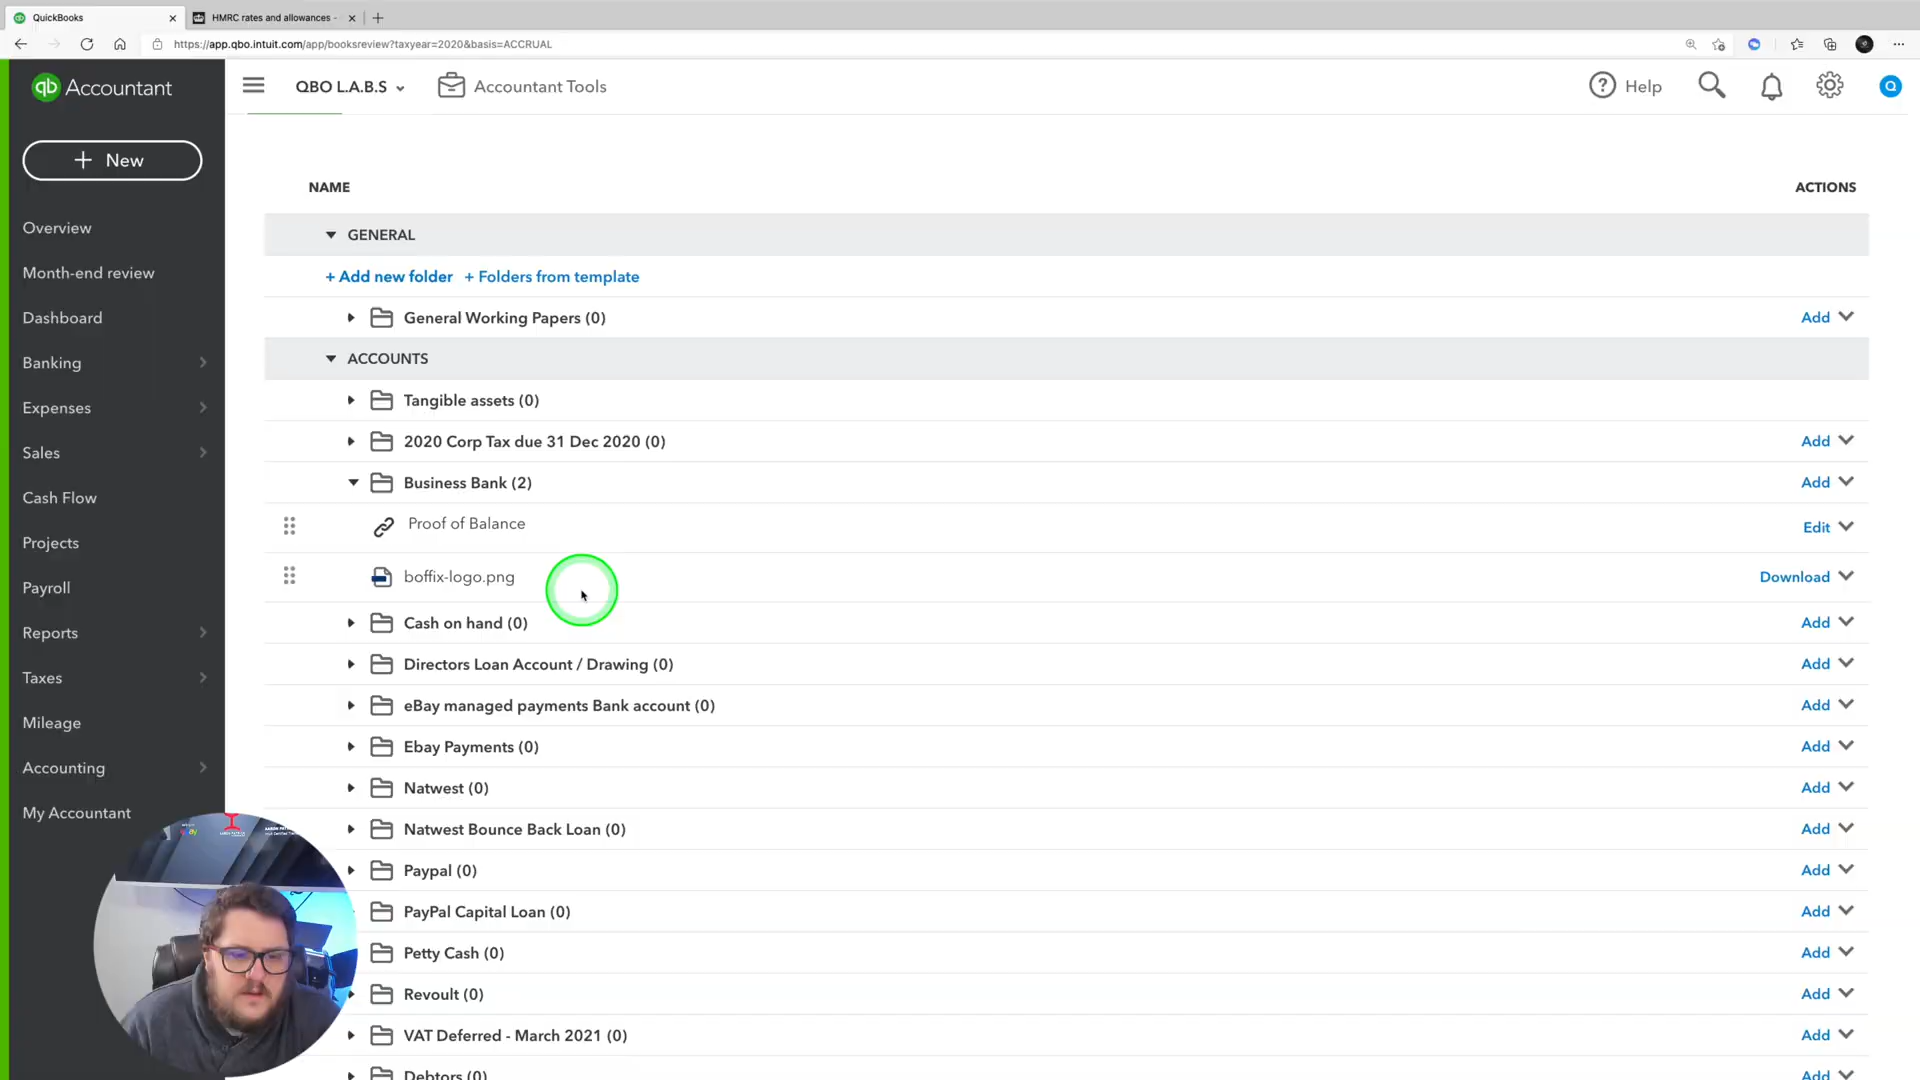 QuickBooks
HMRC rates and allowances -
https://app.qbo.intuit.com/app/booksreview?taxyear=2020&basis=ACCRUAL
qb Accountant
QBO L.A.B.S
Accountant Tools
Help
Q
+ New
Overview
Month-end review
Dashboard
Banking
Expenses
Sales
Cash Flow
Projects
Payroll
Reports
Taxes
Mileage
Accounting
My Accountant
NAME ACTIONS
GENERAL
+ Add new folder + Folders from template
General Working Papers (0) Add
ACCOUNTS
Tangible assets (0)
2020 Corp Tax due 31 Dec 2020 (0) Add
Business Bank (2) Add
Proof of Balance Edit
boffix-logo.png Download
Cash on hand (0) Add
Directors Loan Account / Drawing (0) Add
eBay managed payments Bank account (0) Add
Ebay Payments (0) Add
Natwest (0) Add
Natwest Bounce Back Loan (0) Add
Paypal (0) Add
PayPal Capital Loan (0) Add
Petty Cash (0) Add
Revoult (0) Add
VAT Deferred - March 2021 (0) Add
Debtors (0) Add